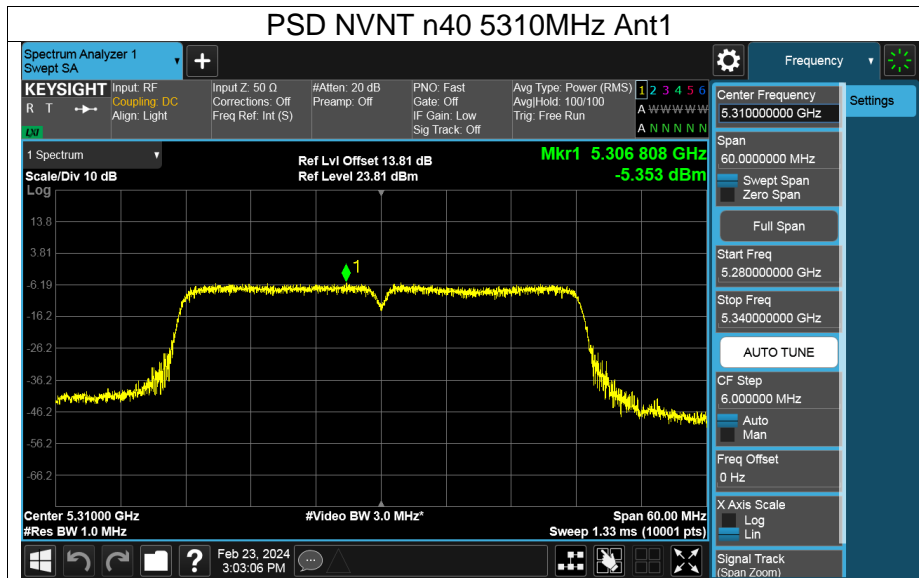 PSD NVNT n40 5310MHz Ant1
Spectrum Analyzer 1
Swept SA
+
Frequency
KEYSIGHT
R T
LXI
Input: RF
Coupling: DC
Align: Light
Input Z: 50 Ω
Corrections: Off
Freq Ref: Int (S)
#Atten: 20 dB
Preamp: Off
PNO: Fast
Gate: Off
IF Gain: Low
Sig Track: Off
Avg Type: Power (RMS)
Avg|Hold: 100/100
Trig: Free Run
1 2 3 4 5 6
A W W W W W
A N N N N N
1 Spectrum
Scale/Div 10 dB
Ref Lvl Offset 13.81 dB
Ref Level 23.81 dBm
Mkr1 5.306 808 GHz
-5.353 dBm
Log
13.8
3.81
-6.19
-16.2
-26.2
-36.2
-46.2
-56.2
-66.2
1
Center 5.31000 GHz
#Res BW 1.0 MHz
#Video BW 3.0 MHz*
Span 60.00 MHz
Sweep 1.33 ms (10001 pts)
Center Frequency
5.310000000 GHz
Settings
Span
60.0000000 MHz
Swept Span
Zero Span
Full Span
Start Freq
5.280000000 GHz
Stop Freq
5.340000000 GHz
AUTO TUNE
CF Step
6.000000 MHz
Auto
Man
Freq Offset
0 Hz
X Axis Scale
Log
Lin
Signal Track
(Span Zoom)
?
Feb 23, 2024
3:03:06 PM